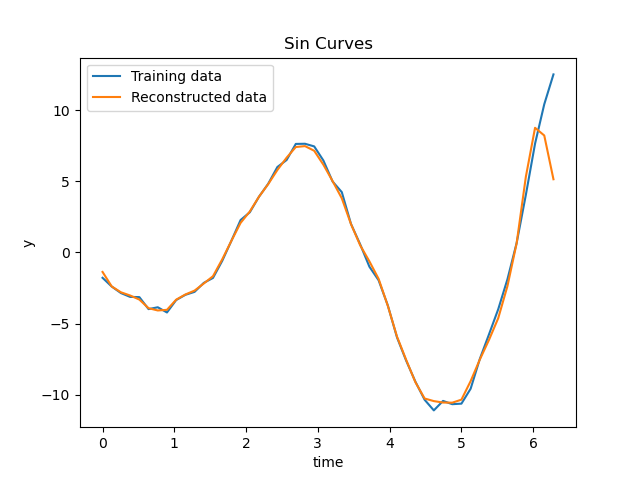 Sin Curves
Training data
Reconstructed data
10
5
0
−5
−10
y
0 1 2 3 4 5 6
time